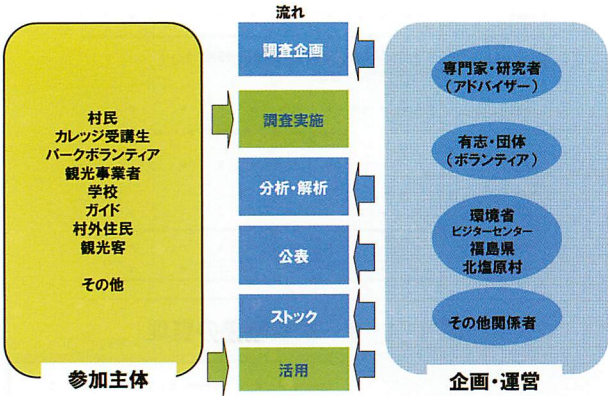 流れ
村民
カレッジ受講生
パークボランティア
観光事業者
学校
ガイド
村外住民
観光客
その他
参加主体
調査企画
調査実施
分析・解析
公表
ストック
活用
専門家・研究者
(アドバイザー)
有志・団体
(ボランティア)
環境省
ビジターセンター
福島県
北塩原村
その他関係者
企画・運営